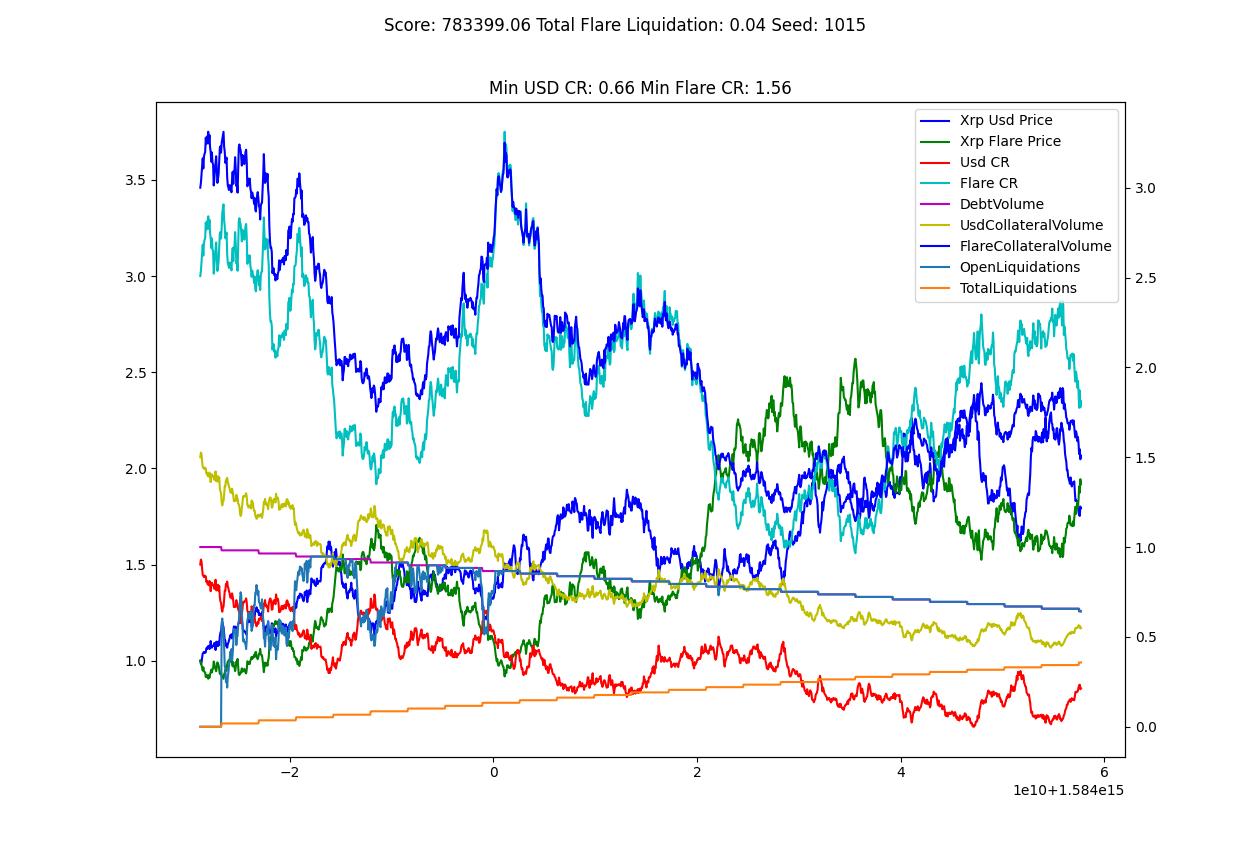 Score: 783399.06 Total Flare Liquidation: 0.04 Seed: 1015
Min USD CR: 0.66 Min Flare CR: 1.56
Xrp Usd Price
Xrp Flare Price
Usd CR
Flare CR
DebtVolume
UsdCollateralVolume
FlareCollateralVolume
OpenLiquidations
TotalLiquidations
3.5
3.0
2.5
2.0
1.5
1.0
3.0
2.5
2.0
1.5
1.0
0.5
0.0
−2
0
2
4
6
1e10+1.584e15